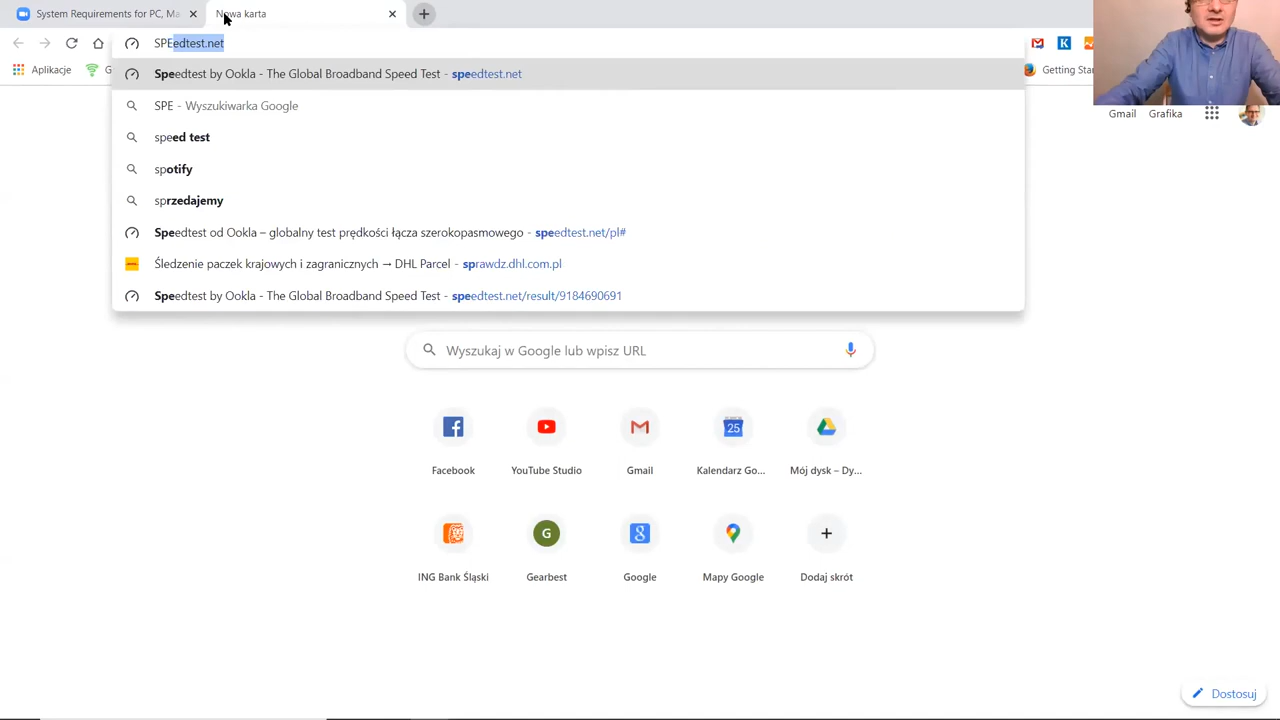 System Requirements for PC, Ma
Nowa karta
SPEedtest.net
Aplikacje
G
Getting Star
Speedtest by Ookla - The Global Broadband Speed Test - speedtest.net
SPE - Wyszukiwarka Google
speed test
spotify
sprzedajemy
Speedtest od Ookla – globalny test prędkości łącza szerokopasmowego - speedtest.net/pl#
Śledzenie paczek krajowych i zagranicznych → DHL Parcel - sprawdz.dhl.com.pl
Speedtest by Ookla - The Global Broadband Speed Test - speedtest.net/result/9184690691
Gmail Grafika
Wyszukaj w Google lub wpisz URL
25
Facebook YouTube Studio Gmail Kalendarz Go... Mój dysk – Dy...
G
ING Bank Śląski Gearbest Google Mapy Google Dodaj skrót
Dostosuj